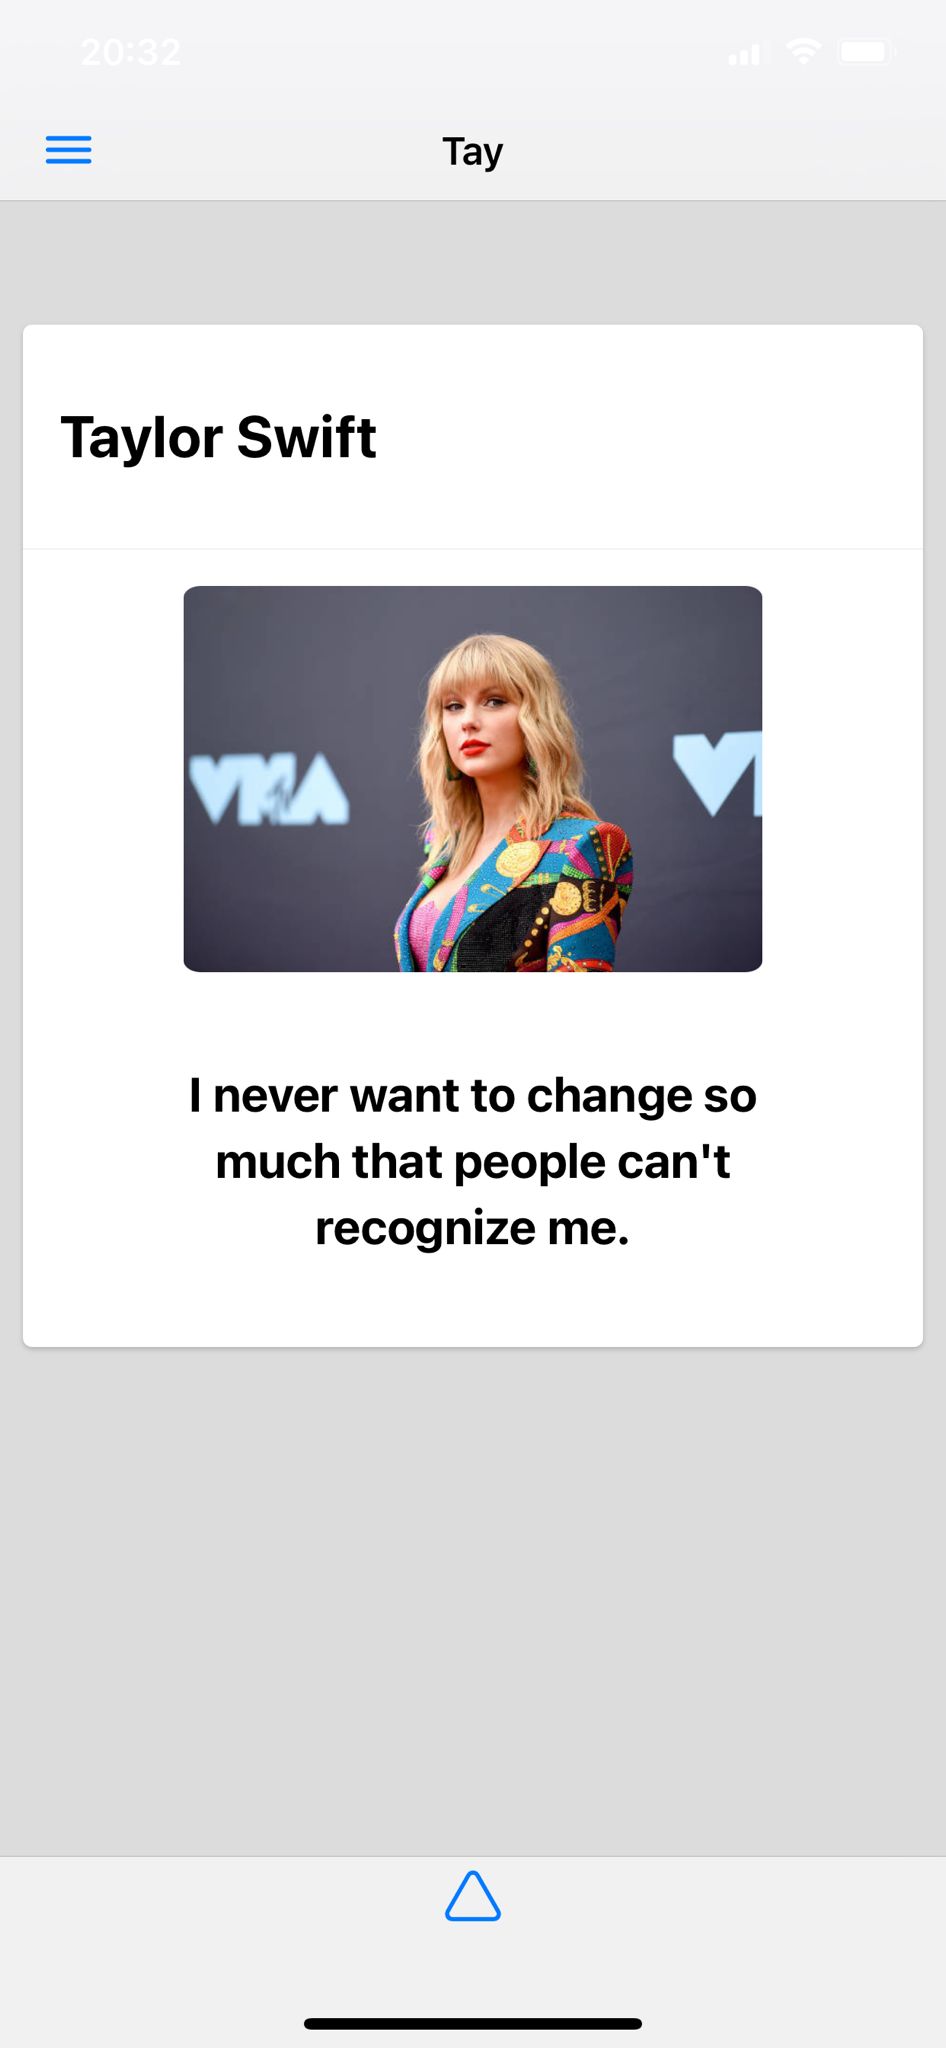 20:32
Tay
Taylor Swift
VMA
I never want to change so
much that people can't
recognize me.